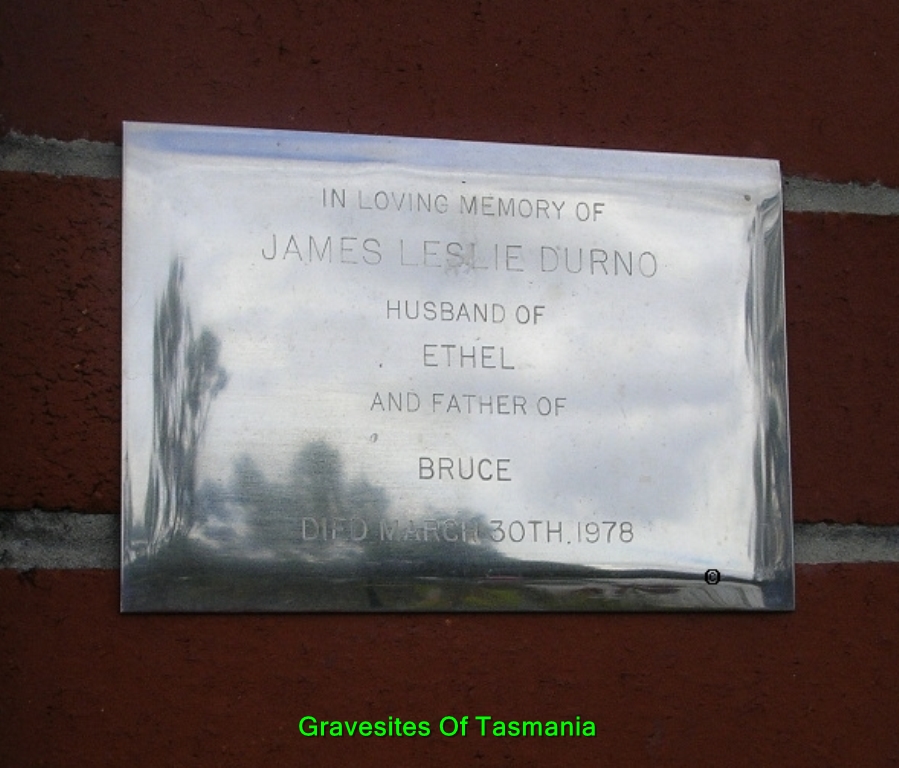 IN LOVING MEMORY OF
JAMES LESLIE DURNO
HUSBAND OF
ETHEL
AND FATHER OF
BRUCE
DIED MARCH 30TH. 1978
©
Gravesites Of Tasmania